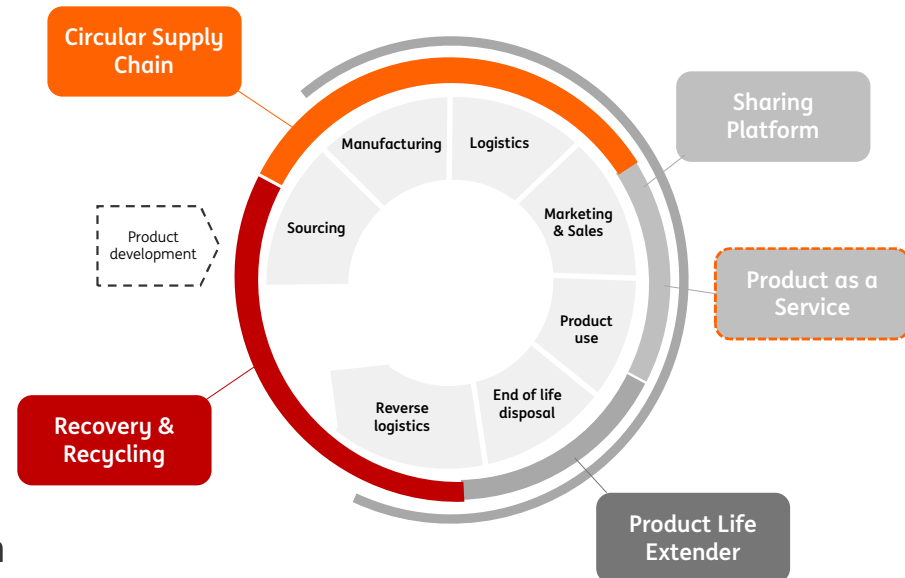 Circular Supply
Chain
Sharing
Platform
Manufacturing
Logistics
Sourcing
Marketing
& Sales
Product
development
Product as a
Service
Product
use
End of life
disposal
Reverse
logistics
Recovery &
Recycling
Product Life
Extender